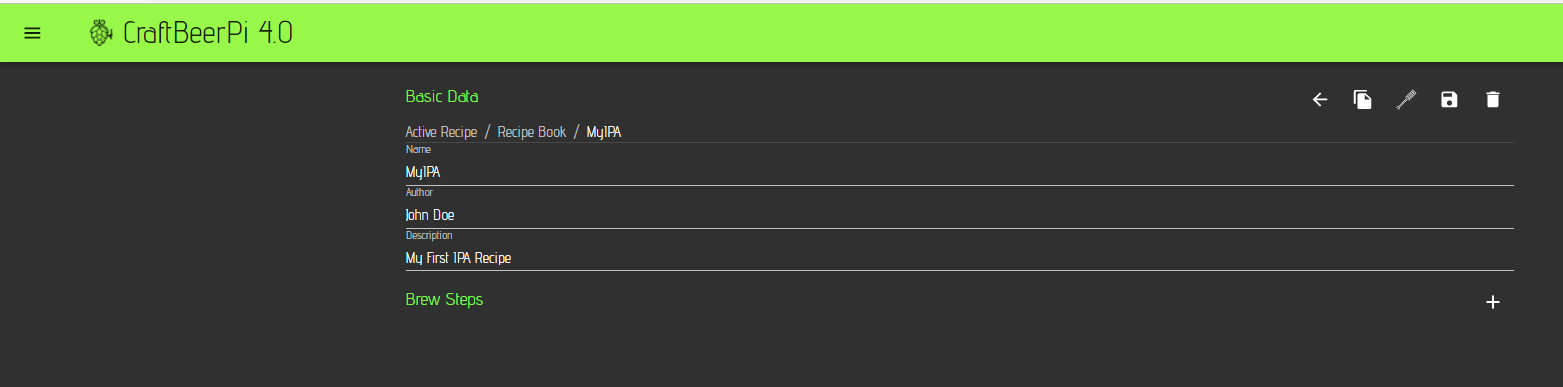 CraftBeerPi 4.0
Basic Data
Active Recipe / Recipe Book / MyIPA
Name
MyIPA
Author
John Doe
Description
My First IPA Recipe
Brew Steps